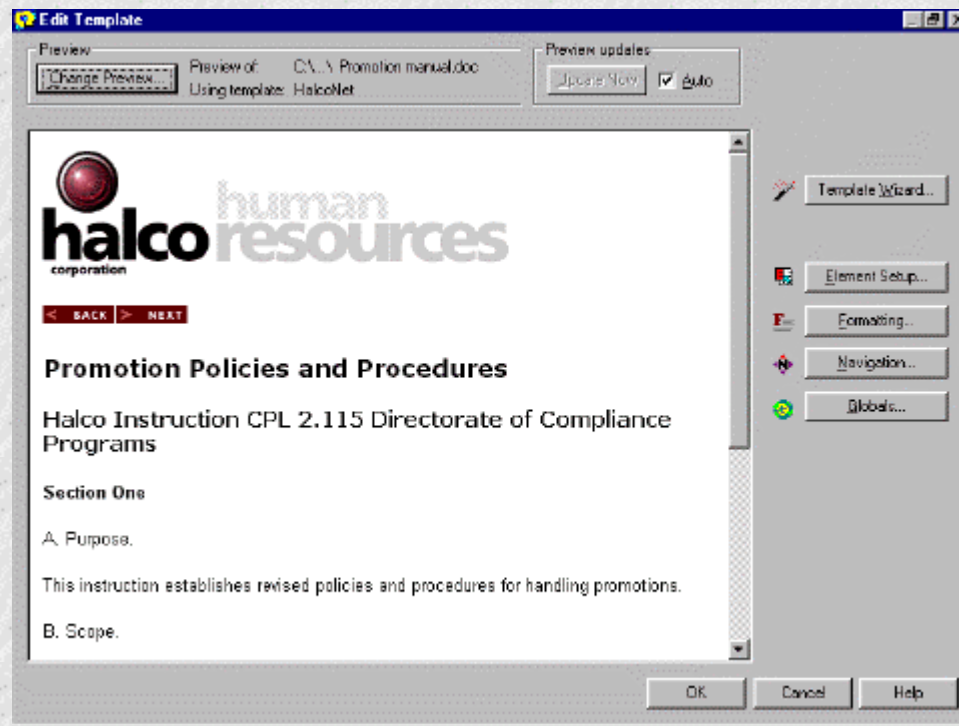 Edit Template
Preview
Change Preview...
Preview of: C:\...\ Promotion manual.doc
Using template: HalcoNet
Preview updates
Update Now
Auto
human
halco resources
corporation
< BACK > NEXT
Promotion Policies and Procedures
Halco Instruction CPL 2.115 Directorate of Compliance
Programs
Section One
A. Purpose.
This instruction establishes revised policies and procedures for handling promotions.
B. Scope.
Template Wizard...
Element Setup...
Formatting...
Navigation...
Globals...
OK Cancel Help